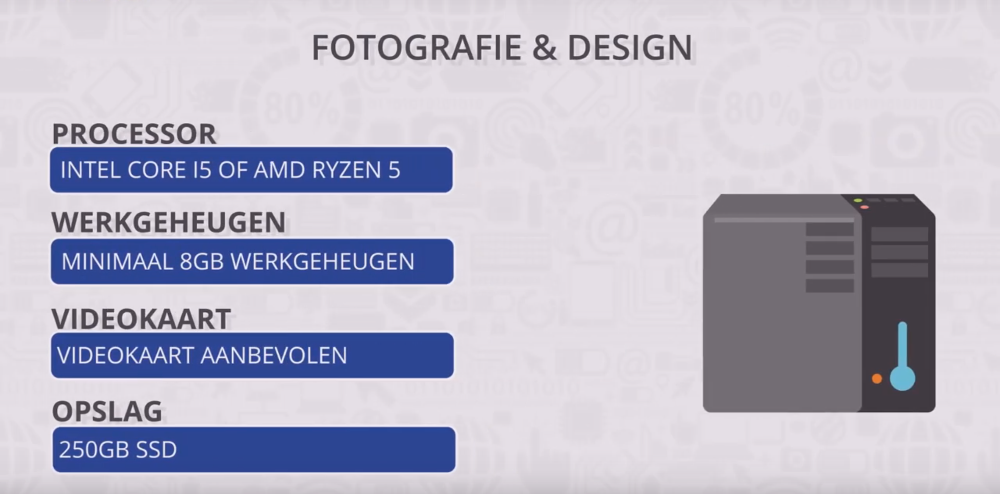 FOTOGRAFIE & DESIGN
PROCESSOR
INTEL CORE I5 OF AMD RYZEN 5
WERKGEHEUGEN
MINIMAAL 8GB WERKGEHEUGEN
VIDEOKAART
VIDEOKAART AANBEVOLEN
OPSLAG
250GB SSD